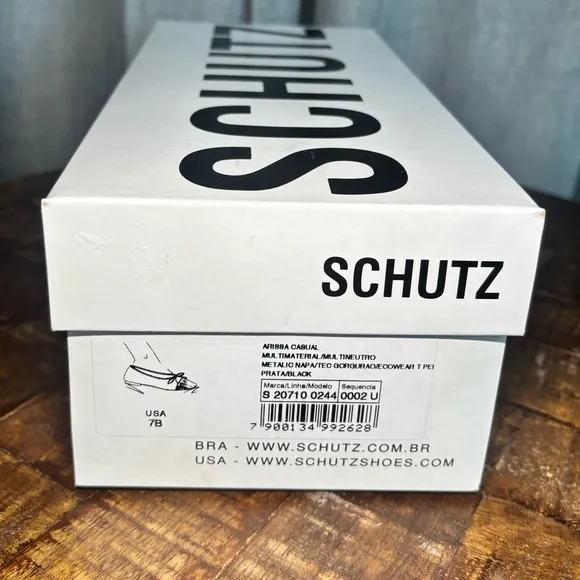 SCHUTZ
SCHUTZ
ARISSA CASUAL
MULTIMATERIAL/MULTINEUTRO
METALIC NAPA/TEC GORGURAO/ECOWEAR T PEI
PRATA/BLACK
Marca/Linha/Modelo Sequencia
S 20710 0244 0002 U
USA
7B
7 900134 992628
BRA - WWW.SCHUTZ.COM.BR
USA - WWW.SCHUTZSHOES.COM